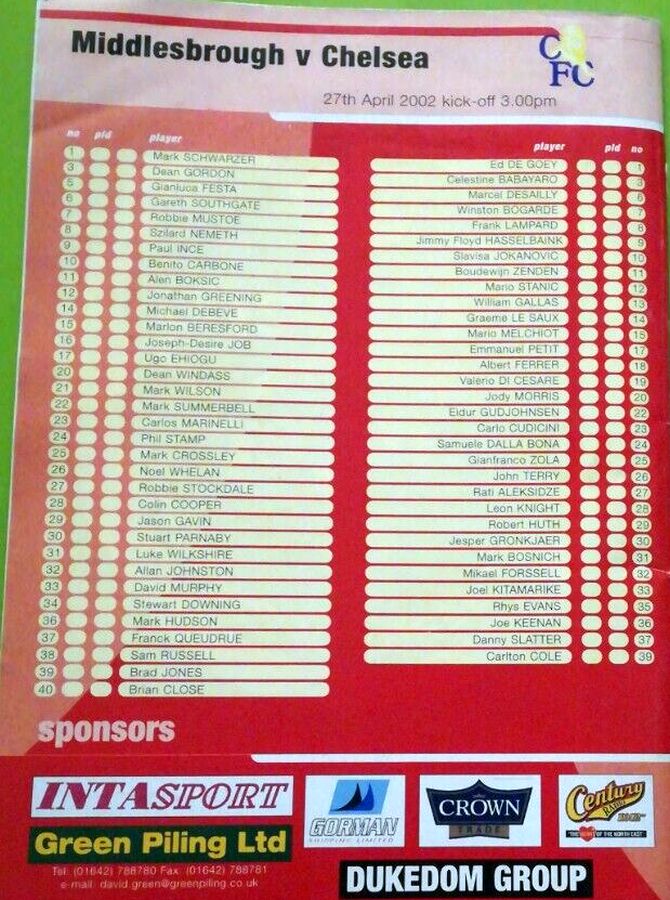 Middlesbrough v Chelsea
C
FC
27th April 2002 kick-off 3.00pm
no pld player
1 Mark SCHWARZER
3 Dean GORDON
5 Gianluca FESTA
6 Gareth SOUTHGATE
7 Robbie MUSTOE
8 Szilard NEMETH
9 Paul INCE
10 Benito CARBONE
11 Alen BOKSIC
12 Jonathan GREENING
14 Michael DEBEVE
15 Marlon BERESFORD
16 Joseph-Desire JOB
17 Ugo EHIOGU
20 Dean WINDASS
21 Mark WILSON
22 Mark SUMMERBELL
23 Carlos MARINELLI
24 Phil STAMP
25 Mark CROSSLEY
26 Noel WHELAN
27 Robbie STOCKDALE
28 Colin COOPER
29 Jason GAVIN
30 Stuart PARNABY
31 Luke WILKSHIRE
32 Allan JOHNSTON
33 David MURPHY
34 Stewart DOWNING
36 Mark HUDSON
37 Franck QUEUDRUE
38 Sam RUSSELL
39 Brad JONES
40 Brian CLOSE
player pld no
Ed DE GOEY 1
Celestine BABAYARO 3
Marcel DESAILLY 6
Winston BOGARDE 7
Frank LAMPARD 8
Jimmy Floyd HASSELBAINK 9
Slavisa JOKANOVIC 10
Boudewijn ZENDEN 11
Mario STANIC 12
William GALLAS 13
Graeme LE SAUX 14
Mario MELCHIOT 15
Emmanuel PETIT 17
Albert FERRER 18
Valerio DI CESARE 19
Jody MORRIS 20
Eidur GUDJOHNSEN 22
Carlo CUDICINI 23
Samuele DALLA BONA 24
Gianfranco ZOLA 25
John TERRY 26
Rati ALEKSIDZE 27
Leon KNIGHT 28
Robert HUTH 29
Jesper GRONKJAER 30
Mark BOSNICH 31
Mikael FORSSELL 32
Joel KITAMARIKE 33
Rhys EVANS 35
Joe KEENAN 36
Danny SLATTER 37
Carlton COLE 39
sponsors
INTASPORT
Green Piling Ltd
Tel: (01642) 788780 Fax: (01642) 788781
e-mail: david.green@greenpiling.co.uk
GORMAN
SHIPPING LIMITED
CROWN
TRADE
Century
RADIO
THE HEART OF THE NORTH EAST
DUKEDOM GROUP